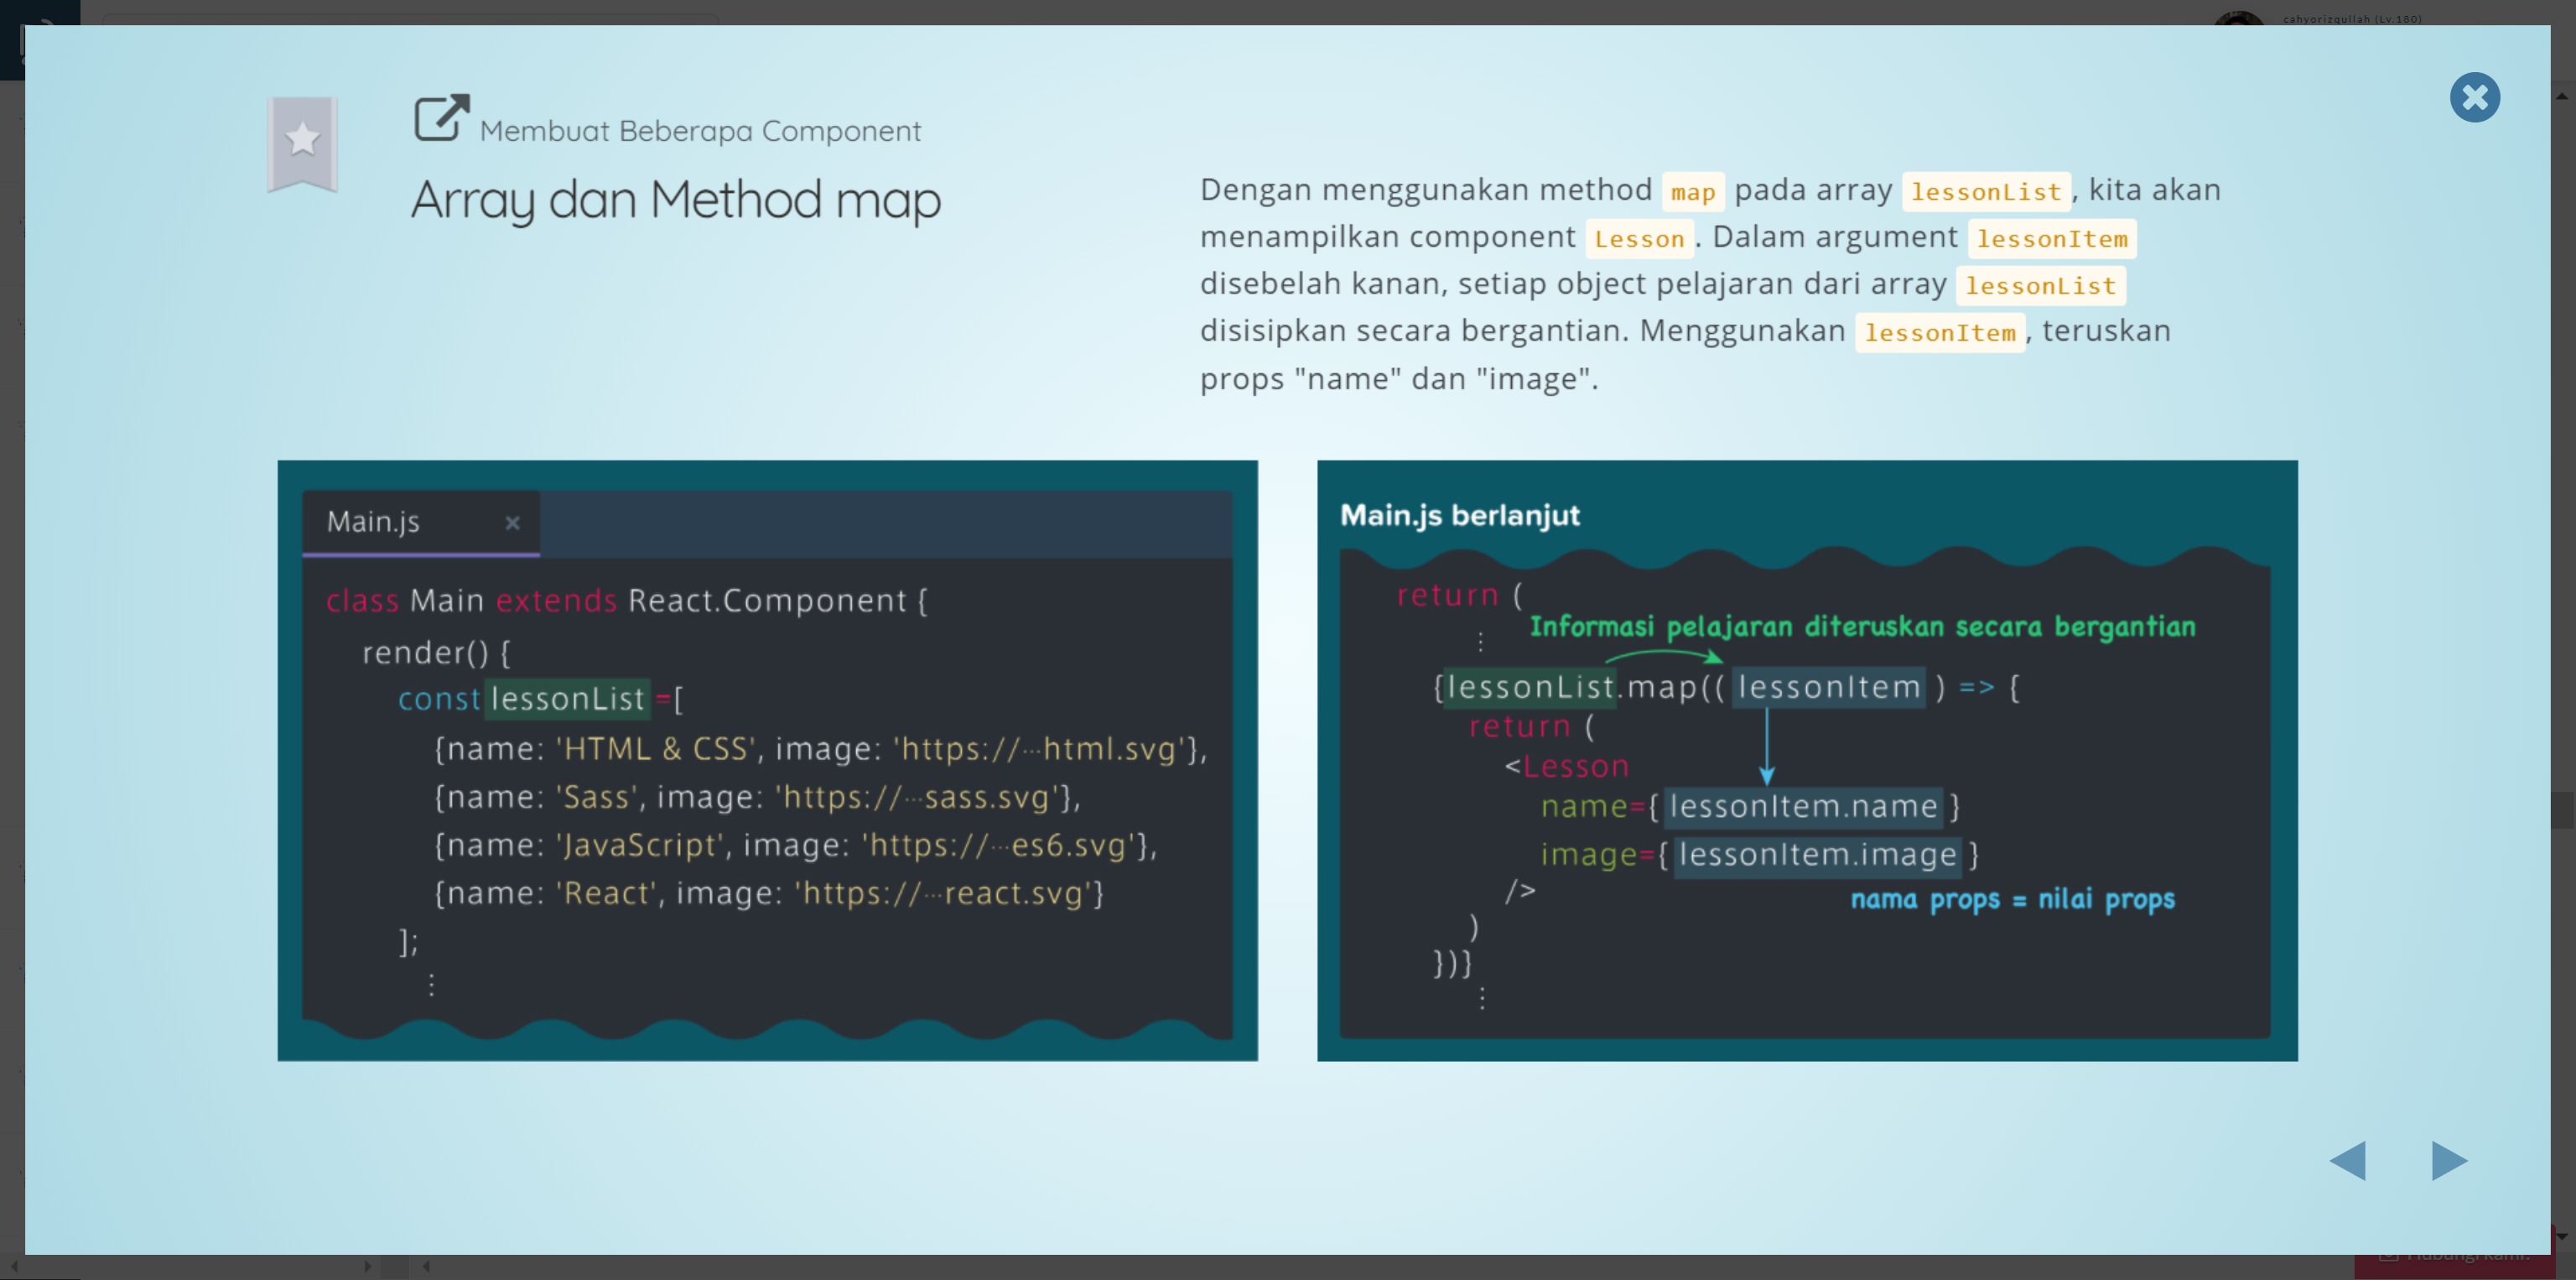 cahyorizqullah (Lv.180)
Membuat Beberapa Component
Array dan Method map
Dengan menggunakan method map pada array lessonList, kita akan
menampilkan component Lesson. Dalam argument lessonItem
disebelah kanan, setiap object pelajaran dari array lessonList
disisipkan secara bergantian. Menggunakan lessonItem, teruskan
props "name" dan "image".
Main.js ×
class Main extends React.Component {
render() {
const lessonList =[
{name: 'HTML & CSS', image: 'https://···html.svg'},
{name: 'Sass', image: 'https://···sass.svg'},
{name: 'JavaScript', image: 'https://···es6.svg'},
{name: 'React', image: 'https://···react.svg'}
];
⋮
Main.js berlanjut
return (
Informasi pelajaran diteruskan secara bergantian
⋮
{lessonList.map(( lessonItem ) => {
return (
<Lesson
name={ lessonItem.name }
image={ lessonItem.image }
/>
nama props = nilai props
)
})}
⋮
Hubungi kami!